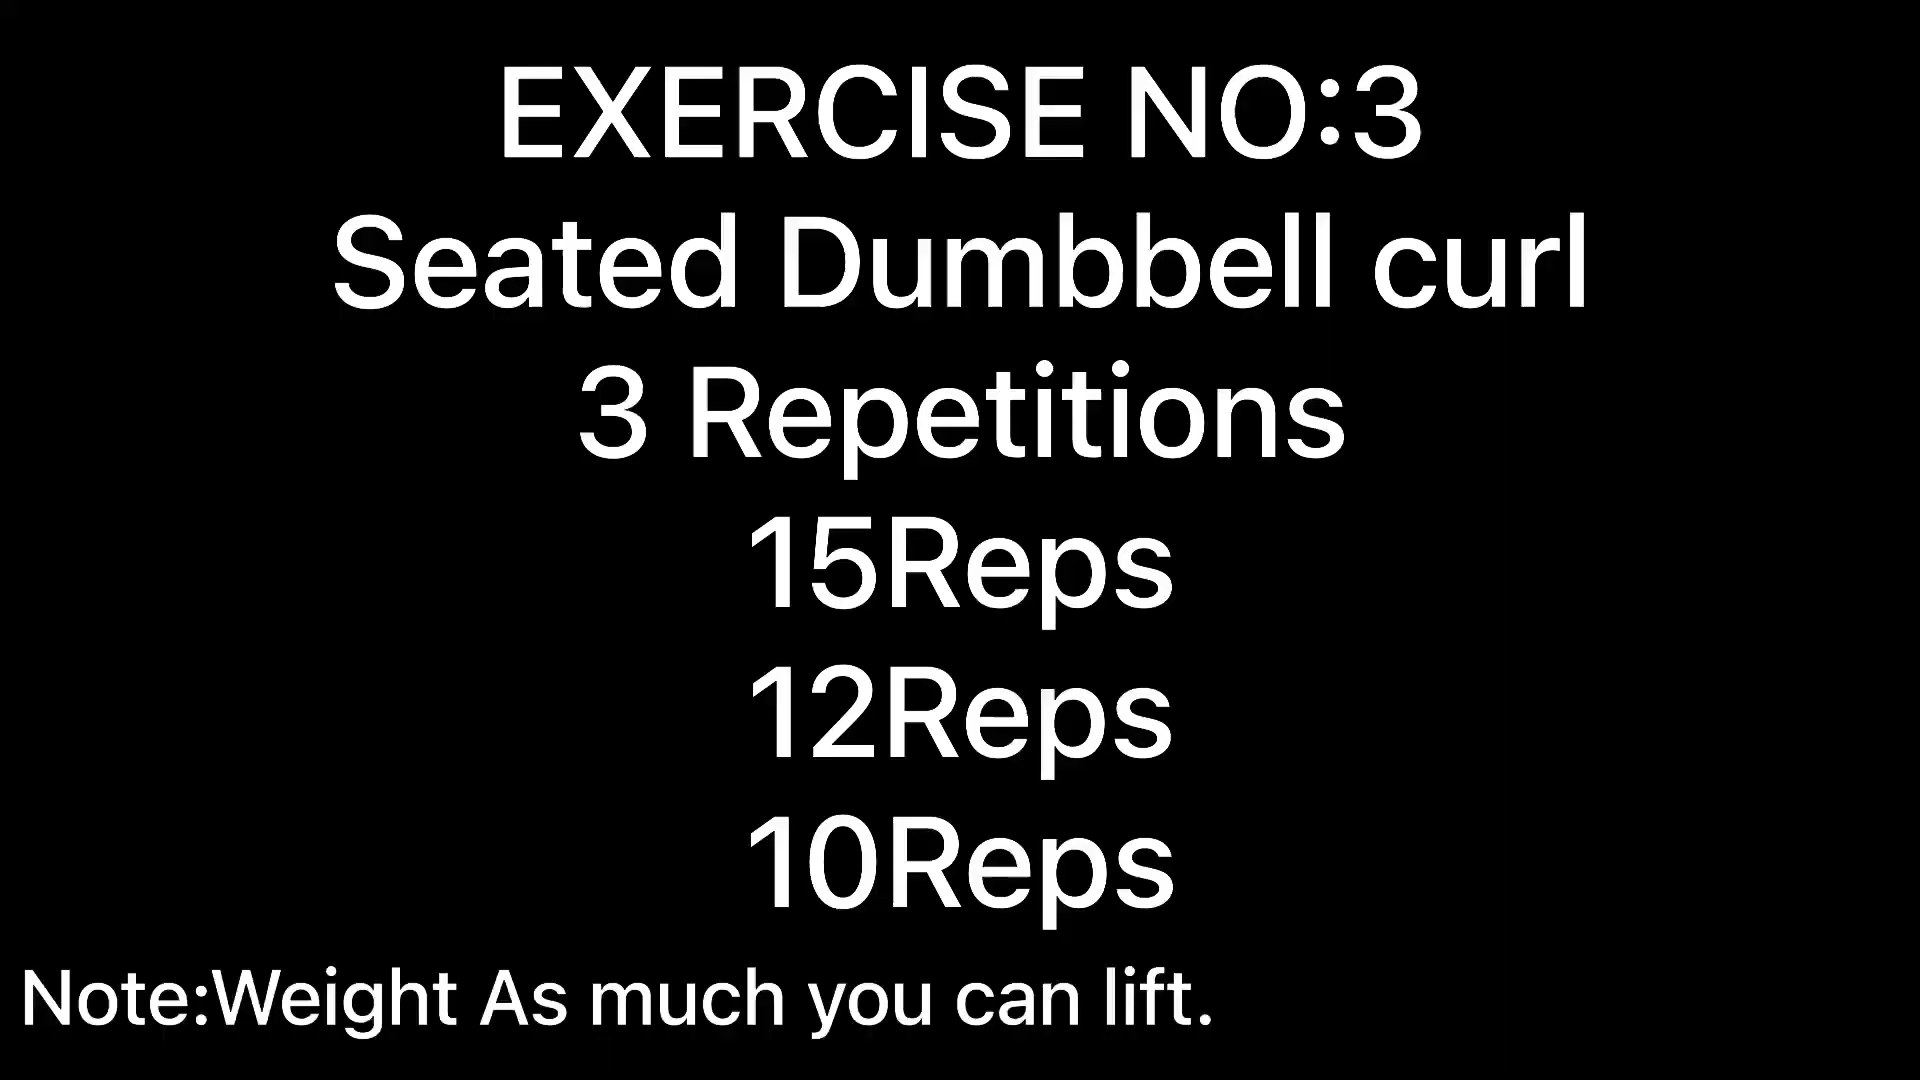 EXERCISE NO:3
Seated Dumbbell curl
3 Repetitions
15Reps
12Reps
10Reps
Note:Weight As much you can lift.